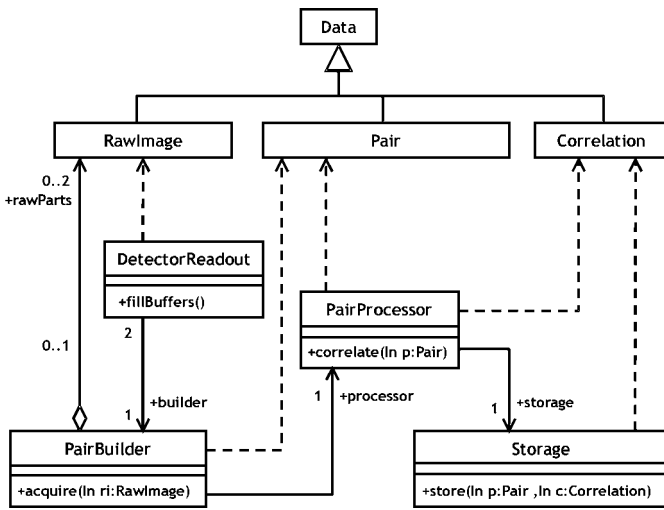 Data
RawImage
Pair
Correlation
0..2
+rawParts
DetectorReadout
+fillBuffers()
PairProcessor
+correlate(In p:Pair)
2
0..1
1
+builder
1
+processor
1
+storage
PairBuilder
+acquire(In ri:RawImage)
Storage
+store(In p:Pair ,In c:Correlation)